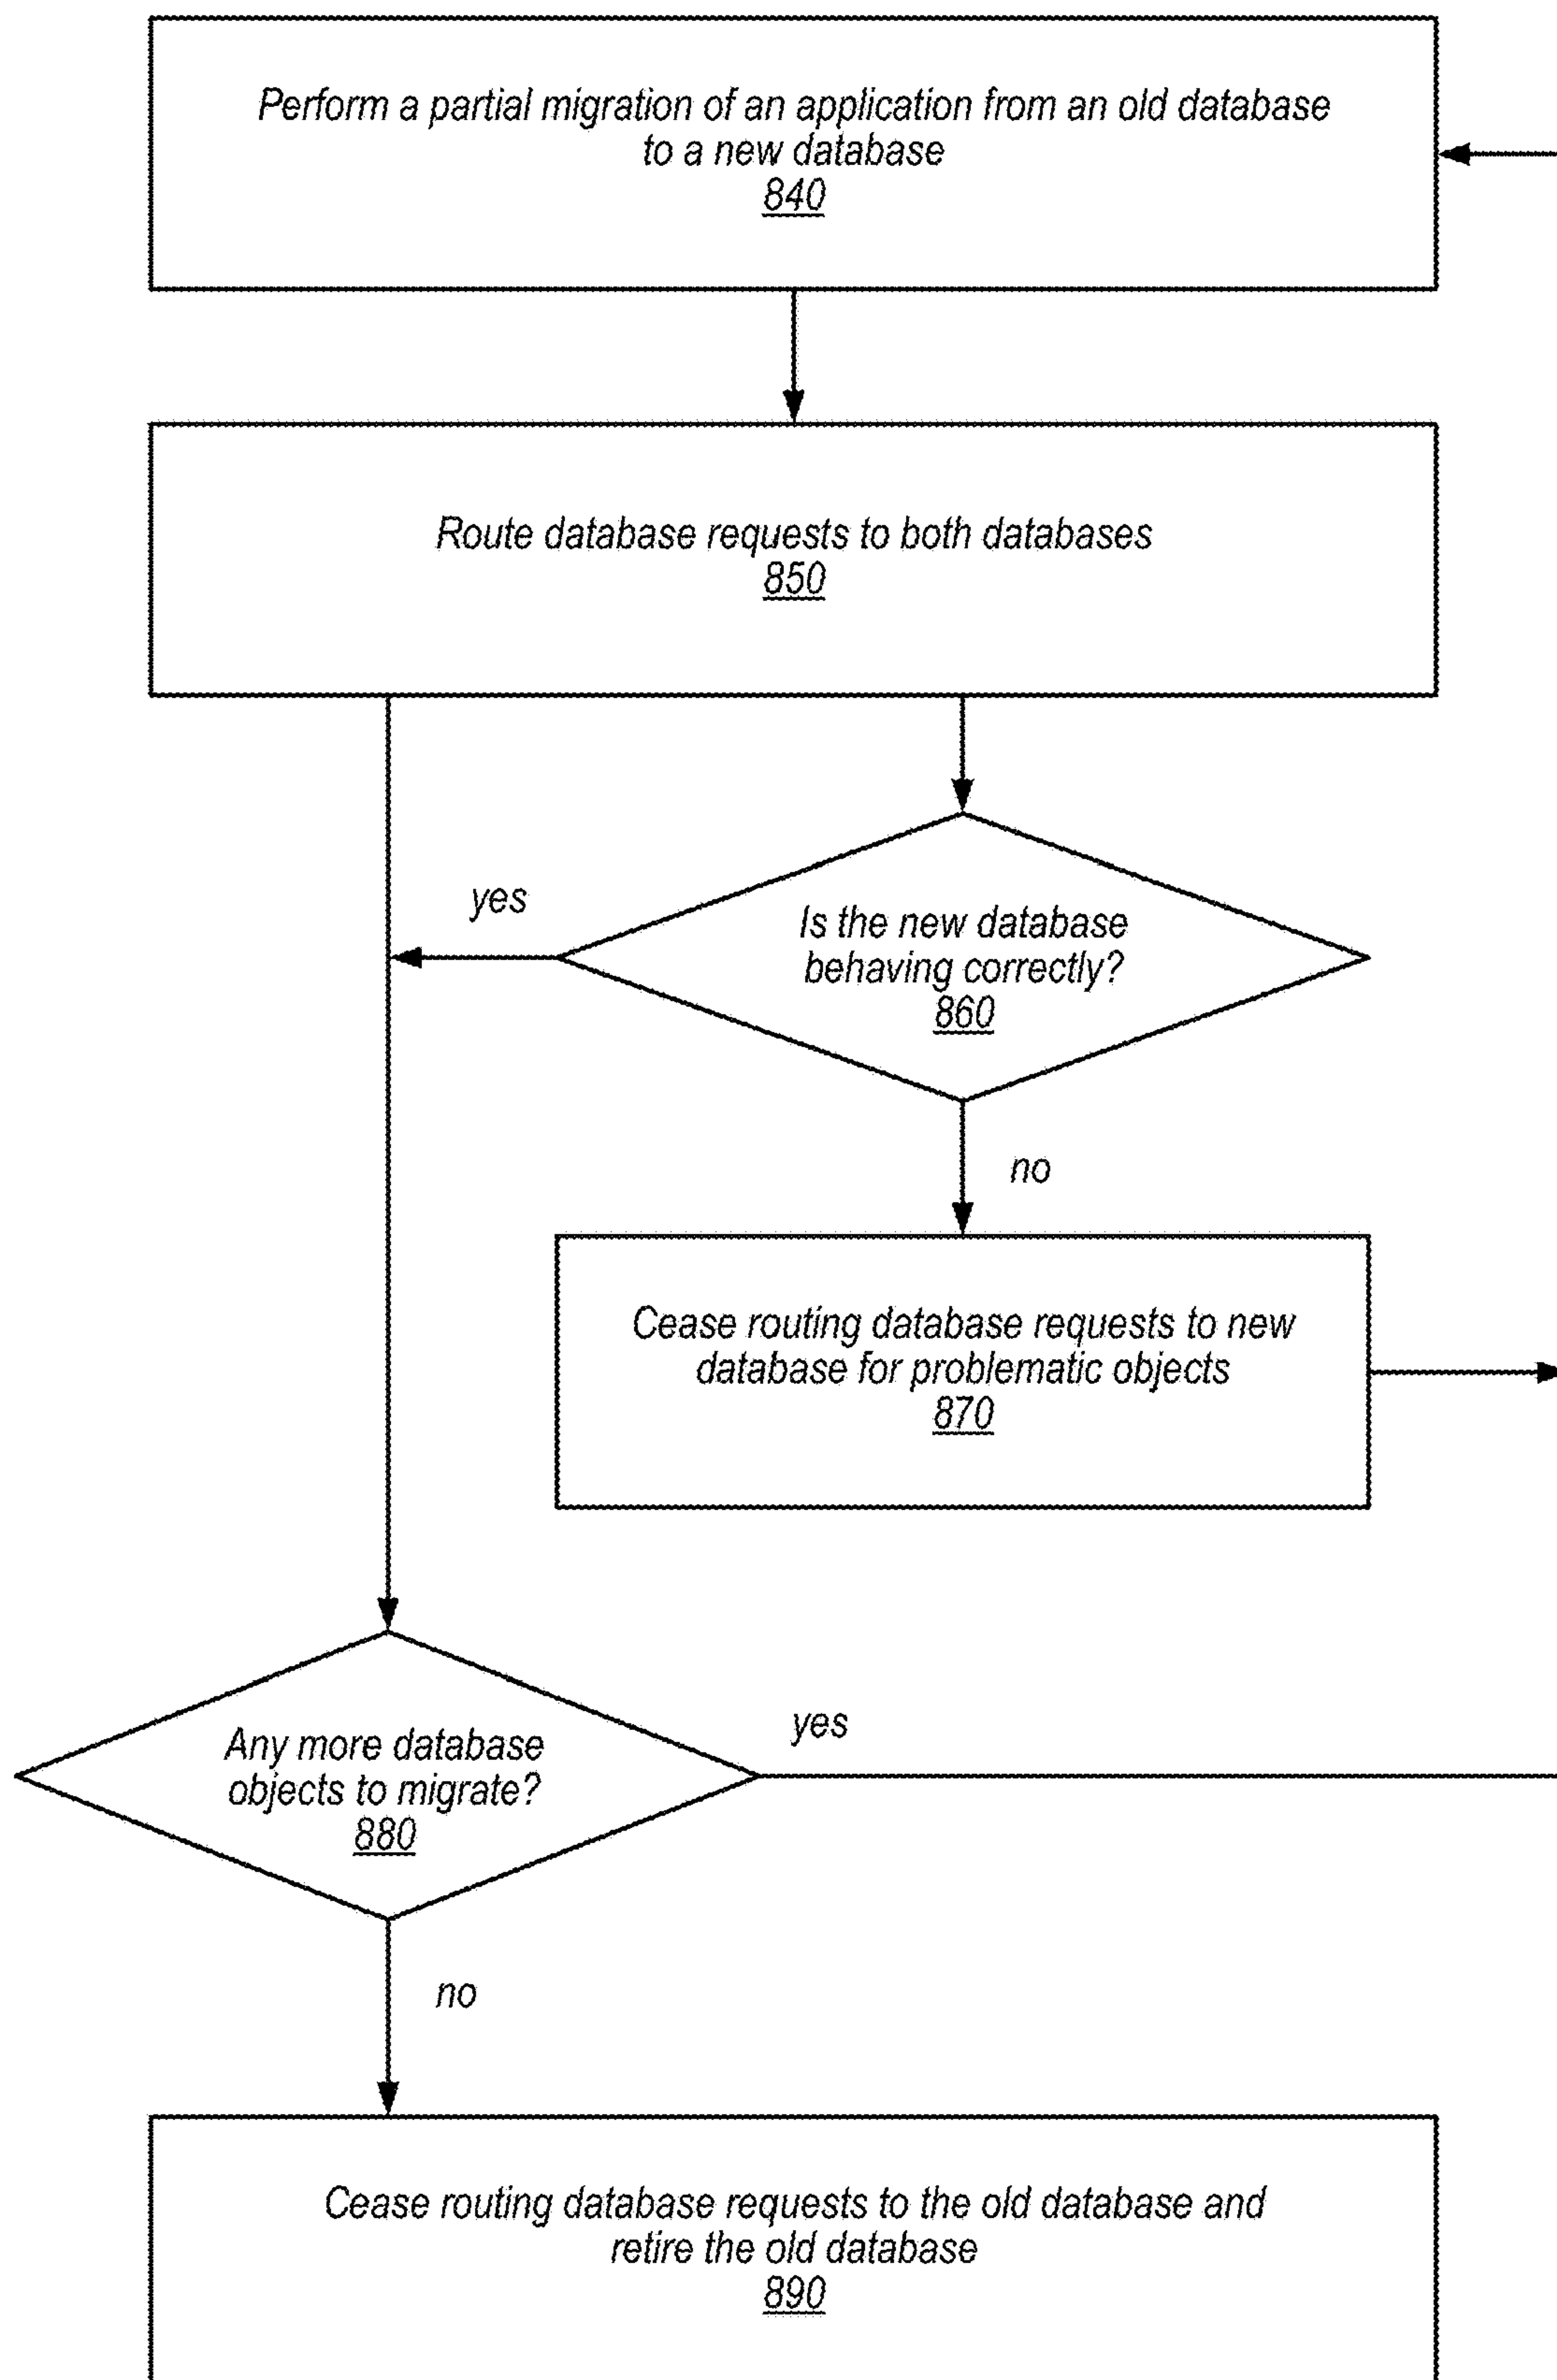 Perform a partial migration of an application from an old database
to a new database
840
Route database requests to both databases
850
yes
Is the new database
behaving correctly?
860
no
Cease routing database requests to new
database for problematic objects
870
Any more database
objects to migrate?
880
yes
no
Cease routing database requests to the old database and
retire the old database
890